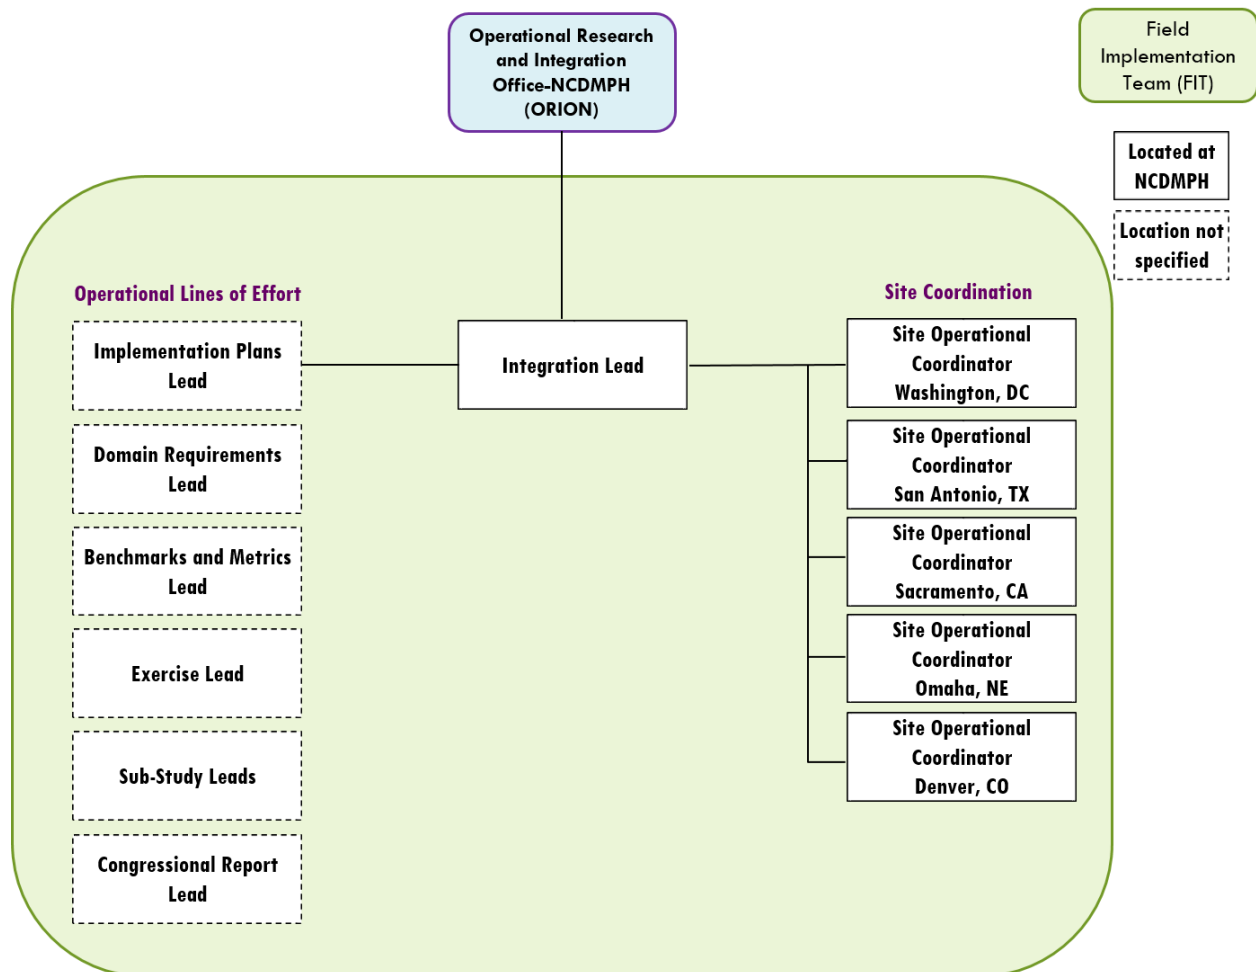 Operational Research
and Integration
Office-NCDMPH
(ORION)
Field
Implementation
Team (FIT)
Located at
NCDMPH
Location not
specified
Operational Lines of Effort
Implementation Plans
Lead
Domain Requirements
Lead
Benchmarks and Metrics
Lead
Exercise Lead
Sub-Study Leads
Congressional Report
Lead
Integration Lead
Site Coordination
Site Operational
Coordinator
Washington, DC
Site Operational
Coordinator
San Antonio, TX
Site Operational
Coordinator
Sacramento, CA
Site Operational
Coordinator
Omaha, NE
Site Operational
Coordinator
Denver, CO